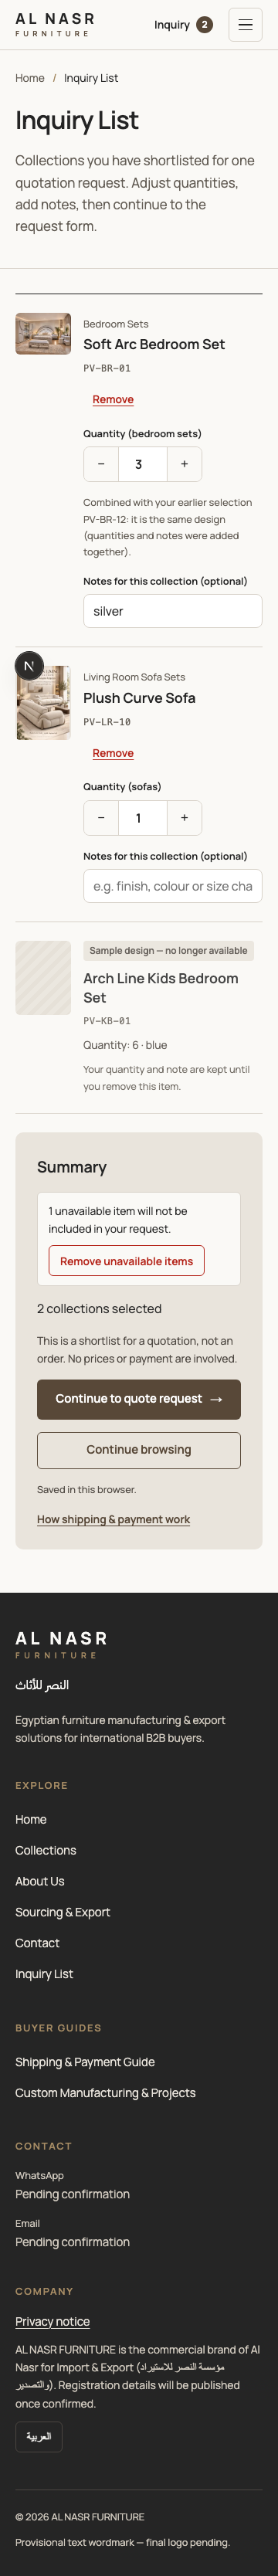 AL NASR
FURNITURE
Inquiry 2
Home / Inquiry List
Inquiry List
Collections you have shortlisted for one
quotation request. Adjust quantities,
add notes, then continue to the
request form.
Bedroom Sets
Soft Arc Bedroom Set
PV-BR-01
Remove
Quantity (bedroom sets)
− 3 +
Combined with your earlier selection
PV-BR-12: it is the same design
(quantities and notes were added
together).
Notes for this collection (optional)
silver
N
Living Room Sofa Sets
Plush Curve Sofa
PV-LR-10
Remove
Quantity (sofas)
− 1 +
Notes for this collection (optional)
e.g. finish, colour or size cha
Sample design — no longer available
Arch Line Kids Bedroom
Set
PV-KB-01
Quantity: 6 · blue
Your quantity and note are kept until
you remove this item.
Summary
1 unavailable item will not be
included in your request.
Remove unavailable items
2 collections selected
This is a shortlist for a quotation, not an
order. No prices or payment are involved.
Continue to quote request →
Continue browsing
Saved in this browser.
How shipping & payment work
AL NASR
FURNITURE
النصر للأثاث
Egyptian furniture manufacturing & export
solutions for international B2B buyers.
EXPLORE
Home
Collections
About Us
Sourcing & Export
Contact
Inquiry List
BUYER GUIDES
Shipping & Payment Guide
Custom Manufacturing & Projects
CONTACT
WhatsApp
Pending confirmation
Email
Pending confirmation
COMPANY
Privacy notice
AL NASR FURNITURE is the commercial brand of Al
Nasr for Import & Export (مؤسسة النصر للاستيراد
والتصدير). Registration details will be published
once confirmed.
العربية
© 2026 AL NASR FURNITURE
Provisional text wordmark — final logo pending.